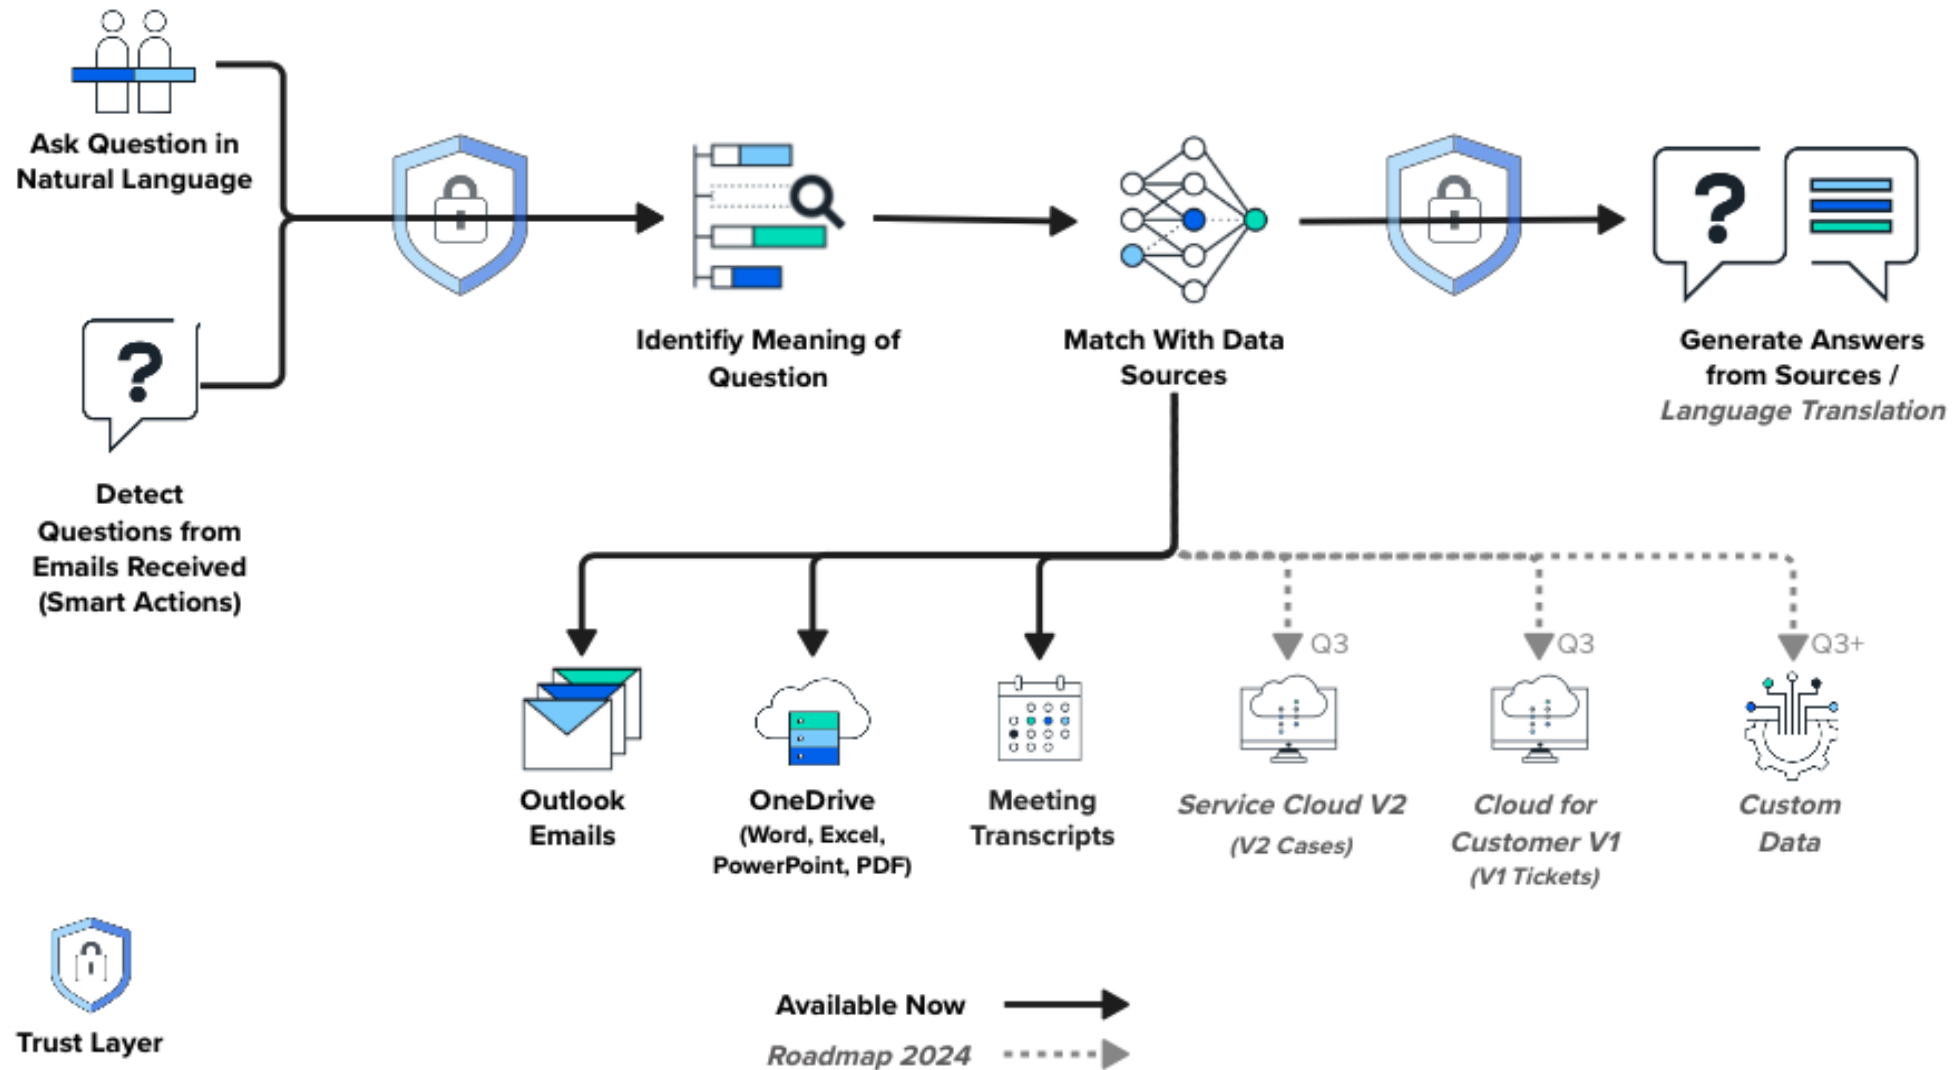 Ask Question in
Natural Language
Detect
Questions from
Emails Received
(Smart Actions)
Identifiy Meaning of
Question
Match With Data
Sources
Generate Answers
from Sources /
Language Translation
Q3
Q3
Q3+
Outlook
Emails
OneDrive
(Word, Excel,
PowerPoint, PDF)
Meeting
Transcripts
Service Cloud V2
(V2 Cases)
Cloud for
Customer V1
(V1 Tickets)
Custom
Data
Trust Layer
Available Now
Roadmap 2024